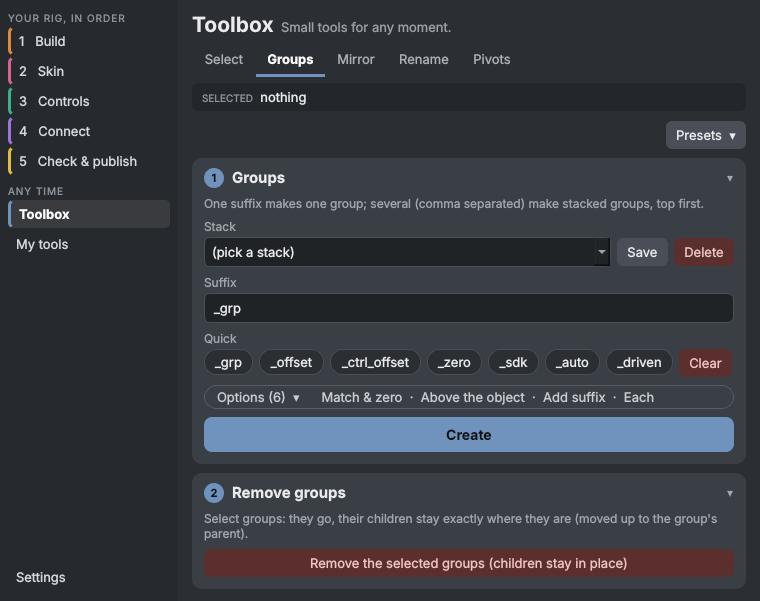 YOUR RIG, IN ORDER
1 Build
2 Skin
3 Controls
4 Connect
5 Check & publish
ANY TIME
Toolbox
My tools
Settings
Toolbox Small tools for any moment.
Select Groups Mirror Rename Pivots
SELECTED nothing
Presets ▾
1 Groups ▾
One suffix makes one group; several (comma separated) make stacked groups, top first.
Stack
(pick a stack) Save Delete
Suffix
_grp
Quick
_grp _offset _ctrl_offset _zero _sdk _auto _driven Clear
Options (6) ▾ Match & zero · Above the object · Add suffix · Each
Create
2 Remove groups ▾
Select groups: they go, their children stay exactly where they are (moved up to the group's
parent).
Remove the selected groups (children stay in place)